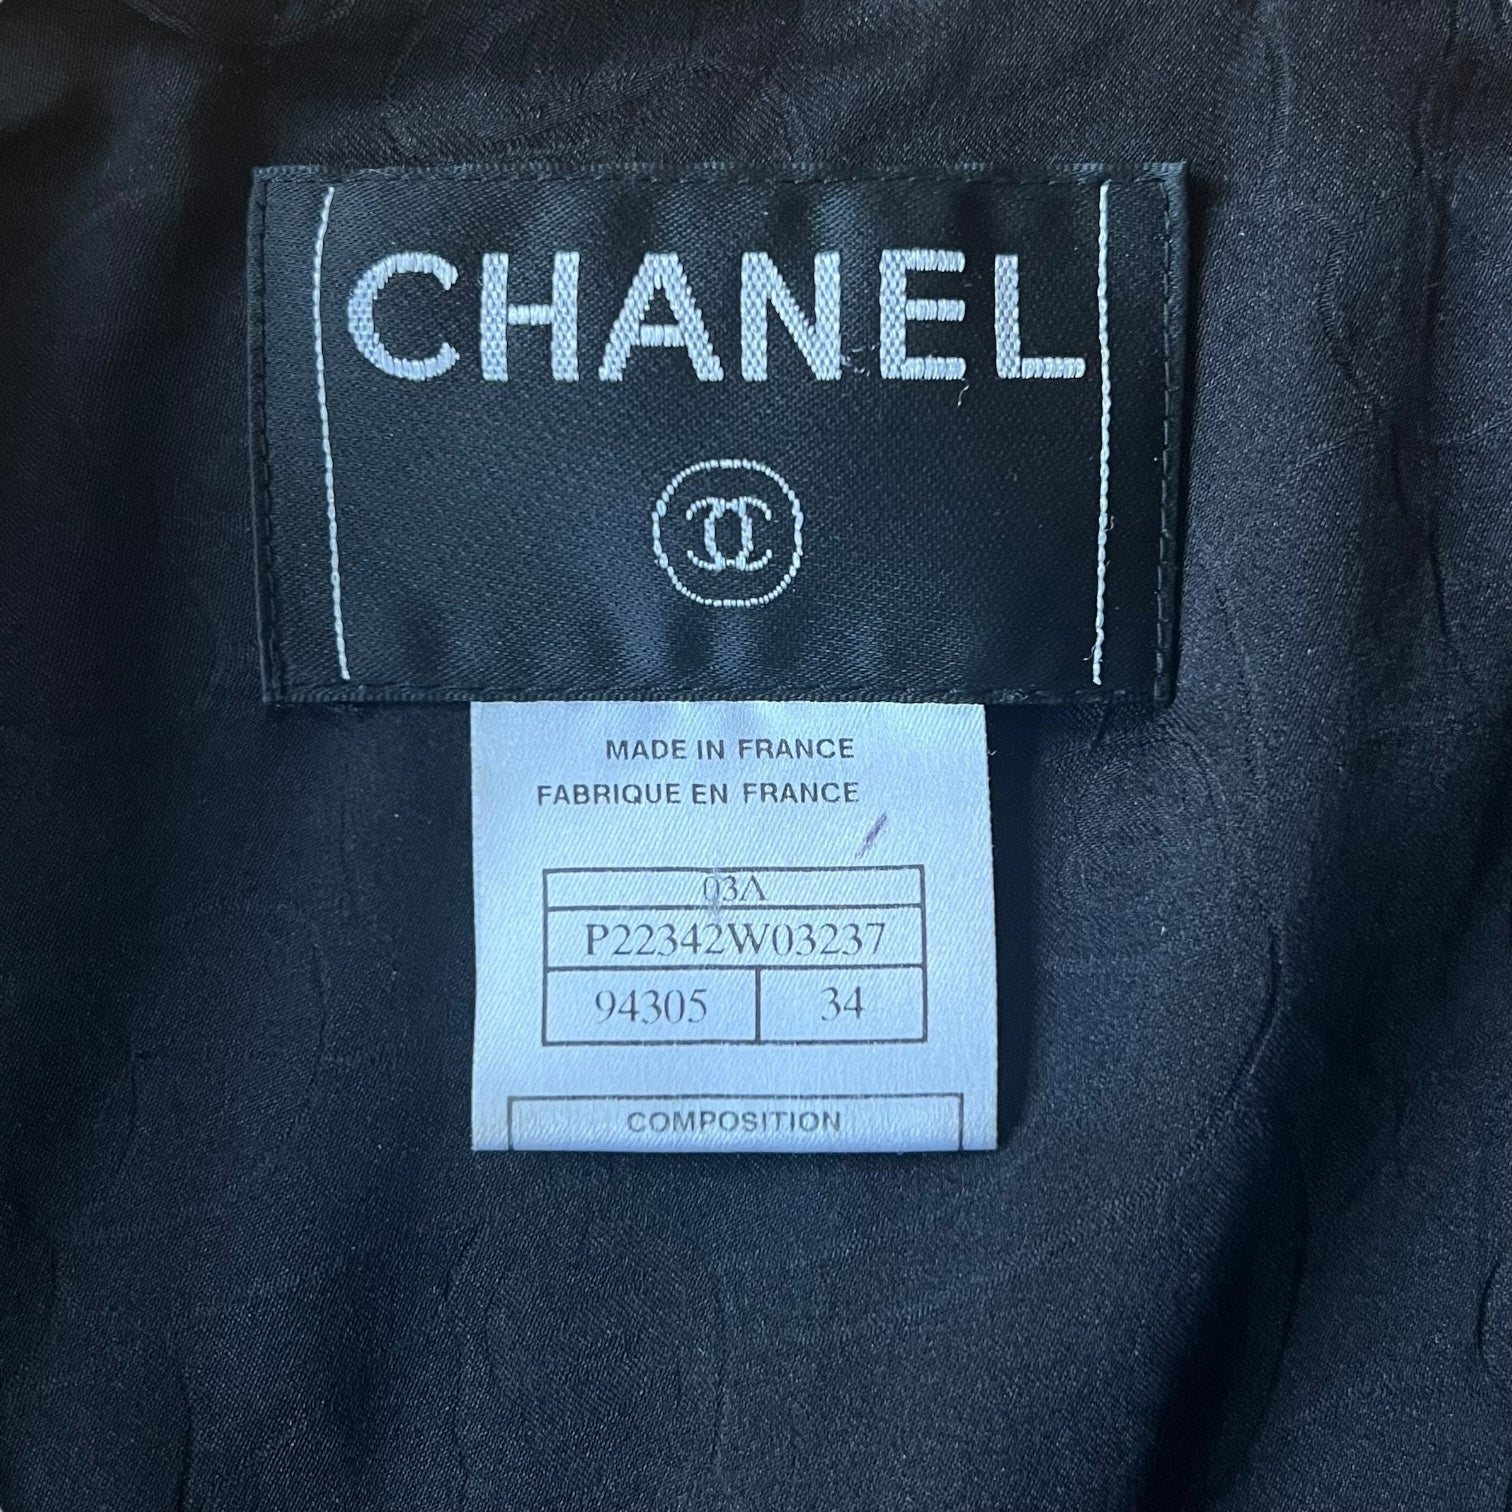 CHANEL
MADE IN FRANCE
FABRIQUE EN FRANCE
03A
P22342W03237
94305 34
COMPOSITION